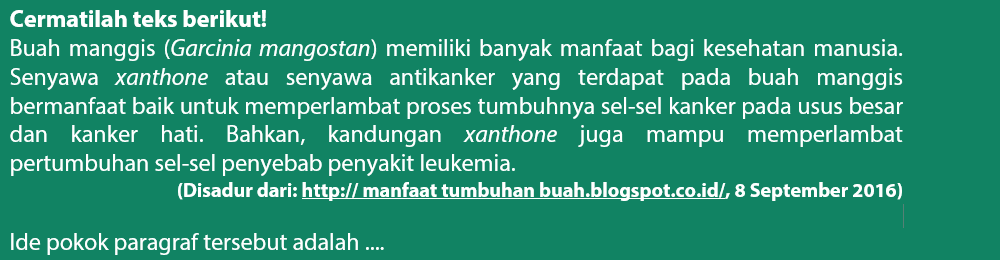 Cermatilah teks berikut!
Buah manggis (Garcinia mangostan) memiliki banyak manfaat bagi kesehatan manusia.
Senyawa xanthone atau senyawa antikanker yang terdapat pada buah manggis
bermanfaat baik untuk memperlambat proses tumbuhnya sel-sel kanker pada usus besar
dan kanker hati. Bahkan, kandungan xanthone juga mampu memperlambat
pertumbuhan sel-sel penyebab penyakit leukemia.
(Disadur dari: http:// manfaat tumbuhan buah.blogspot.co.id/, 8 September 2016)
Ide pokok paragraf tersebut adalah ....